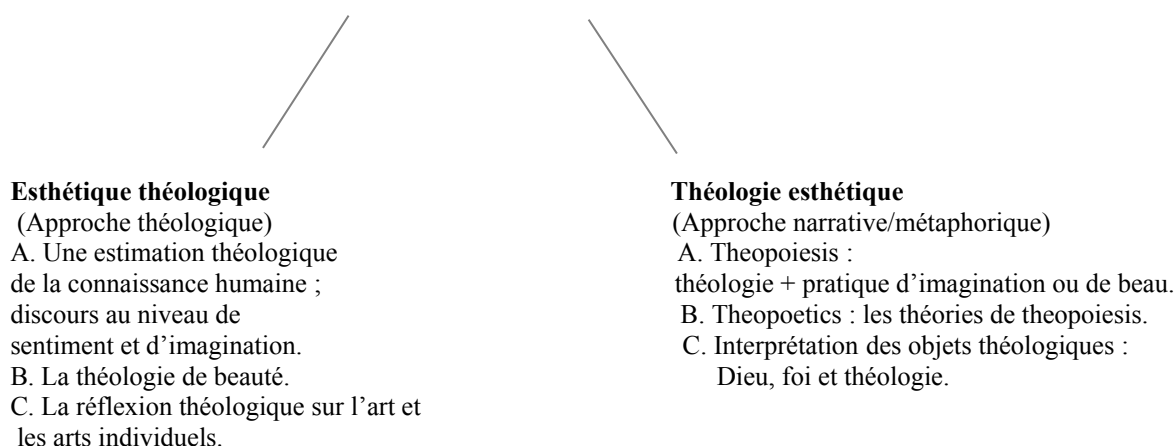 Esthétique théologique
(Approche théologique)
A. Une estimation théologique
de la connaissance humaine ;
discours au niveau de
sentiment et d’imagination.
B. La théologie de beauté.
C. La réflexion théologique sur l’art et
les arts individuels.
Théologie esthétique
(Approche narrative/métaphorique)
A. Theopoiesis :
théologie + pratique d’imagination ou de beau.
B. Theopoetics : les théories de theopoiesis.
C. Interprétation des objets théologiques :
Dieu, foi et théologie.